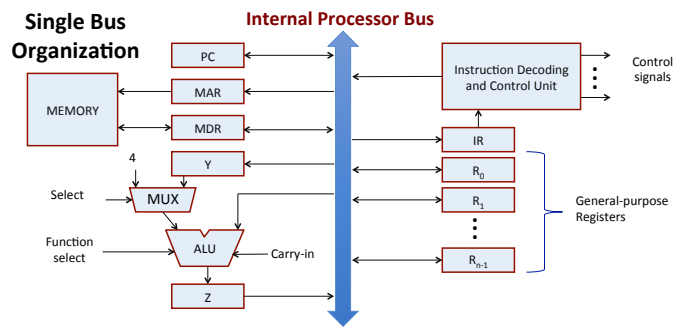 Single Bus
Organization
Internal Processor Bus
PC
MAR
MDR
MEMORY
Y
4
Select
MUX
Function
select
ALU
Carry-in
Z
Instruction Decoding
and Control Unit
Control
signals
IR
R0
R1
Rn-1
General-purpose
Registers